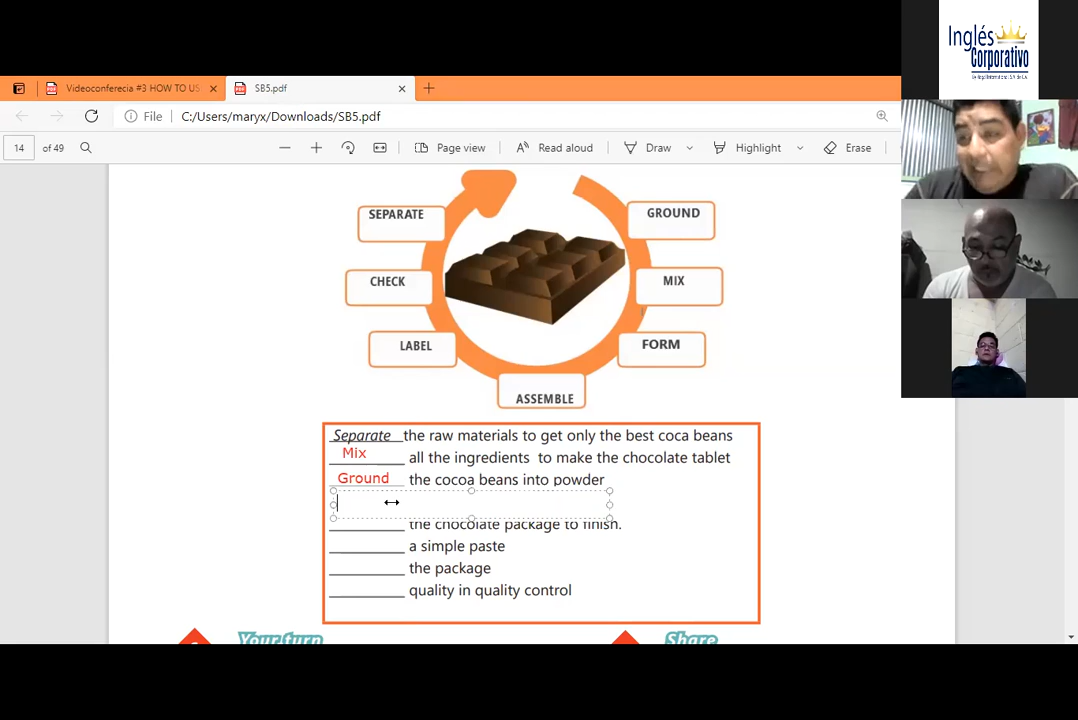 Inglés
Corporativo
Videoconferecia #3 HOW TO US
SB5.pdf
File
C:/Users/maryx/Downloads/SB5.pdf
14
of 49
Page view
Read aloud
Draw
Highlight
Erase
SEPARATE
GROUND
CHECK
MIX
LABEL
FORM
ASSEMBLE
Separate the raw materials to get only the best coca beans
Mix all the ingredients to make the chocolate tablet
Ground the cocoa beans into powder
the chocolate package to finish.
a simple paste
the package
quality in quality control
Your turn
Share